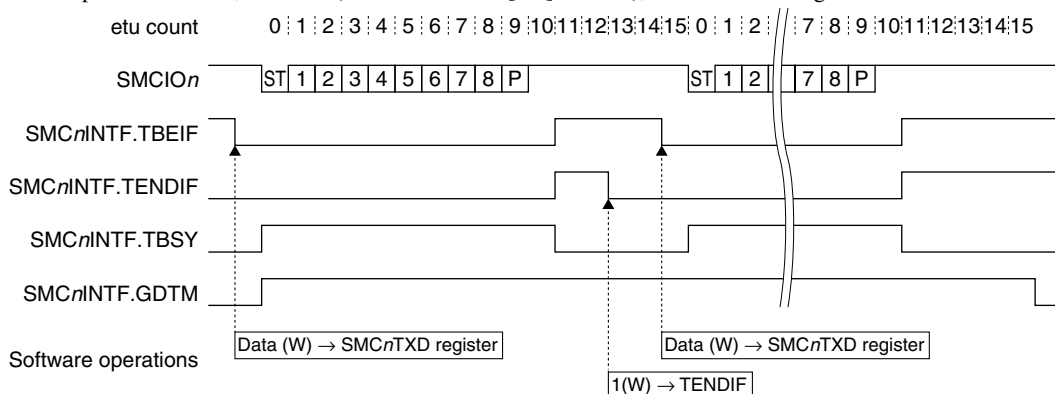 etu count 0 1 2 3 4 5 6 7 8 9 10 11 12 13 14 15 0 1 2 7 8 9 10 11 12 13 14 15
SMCIOn ST 1 2 3 4 5 6 7 8 P ST 1 2 7 8 P
SMCnINTF.TBEIF
SMCnINTF.TENDIF
SMCnINTF.TBSY
SMCnINTF.GDTM
Software operations
Data (W) → SMCnTXD register
Data (W) → SMCnTXD register
1(W) → TENDIF